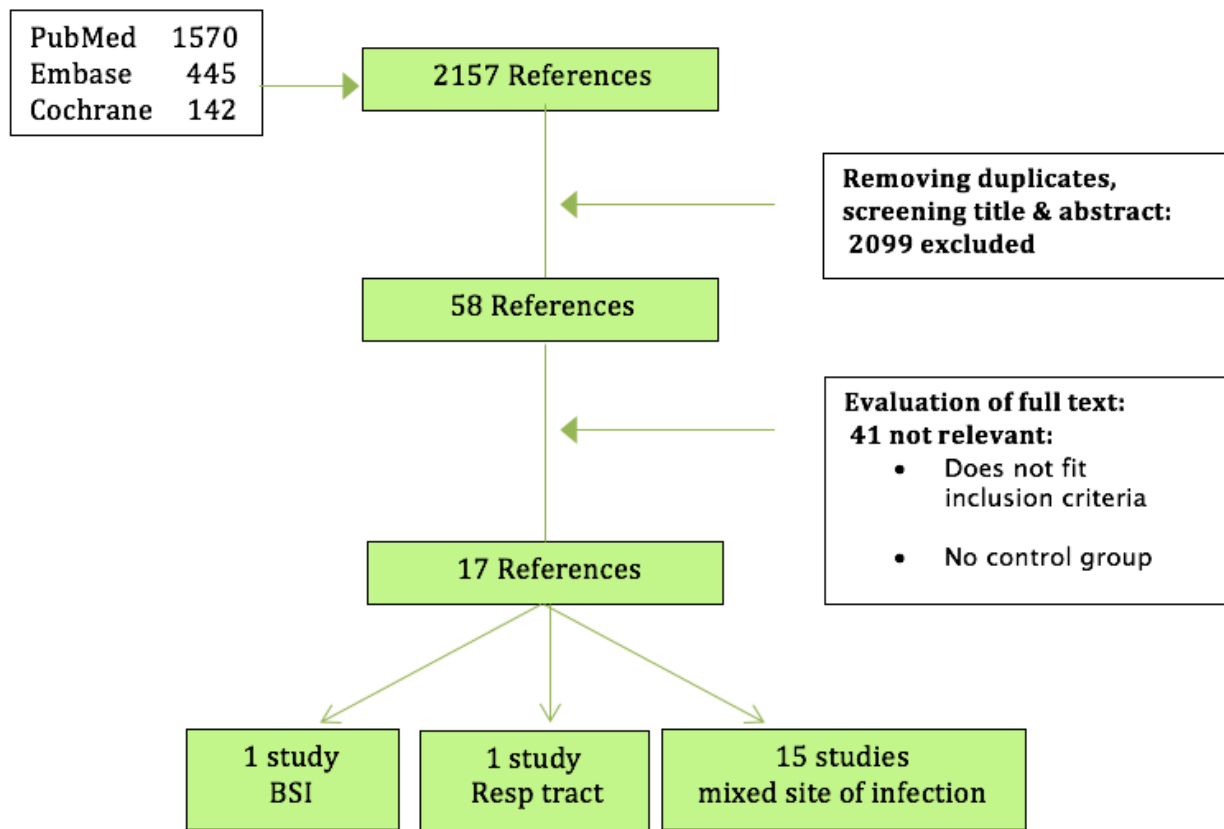 PubMed 1570
Embase 445
Cochrane 142
2157 References
Removing duplicates,
screening title & abstract:
2099 excluded
58 References
Evaluation of full text:
41 not relevant:
• Does not fit
inclusion criteria
• No control group
17 References
1 study
BSI
1 study
Resp tract
15 studies
mixed site of infection